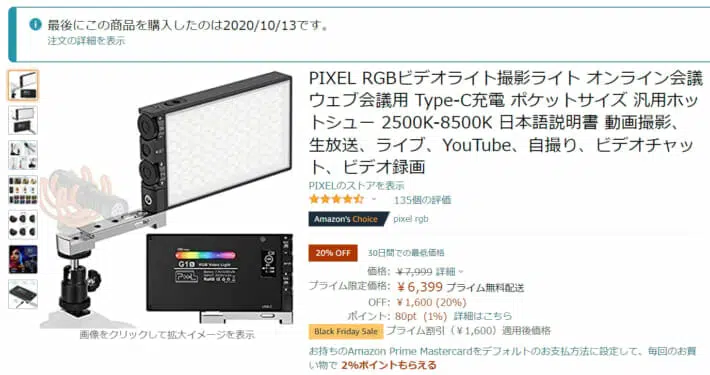 最後にこの商品を購入したのは2020/10/13です。
注文の詳細を表示
PIXEL RGBビデオライト撮影ライト オンライン会議
ウェブ会議用 Type-C充電 ポケットサイズ 汎用ホッ
トシュー 2500K-8500K 日本語説明書 動画撮影、
生放送、ライブ、YouTube、自撮り、ビデオチャッ
ト、ビデオ録画
PIXELのストアを表示
135個の評価
Amazon's Choice pixel rgb
20% OFF 30日間での最低価格
価格: ¥7,999 詳細
プライム限定価格: ¥6,399 プライム無料配送
OFF: ¥1,600 (20%)
ポイント: 80pt (1%) 詳細はこちら
Black Friday Sale プライム割引（¥1,600）適用後価格
お持ちのAmazon Prime Mastercardをデフォルトのお支払方法に設定して、毎回のお買
い物で 2%ポイントもらえる
G1s
RGB Video Light
PIXEL
画像をクリックして拡大イメージを表示